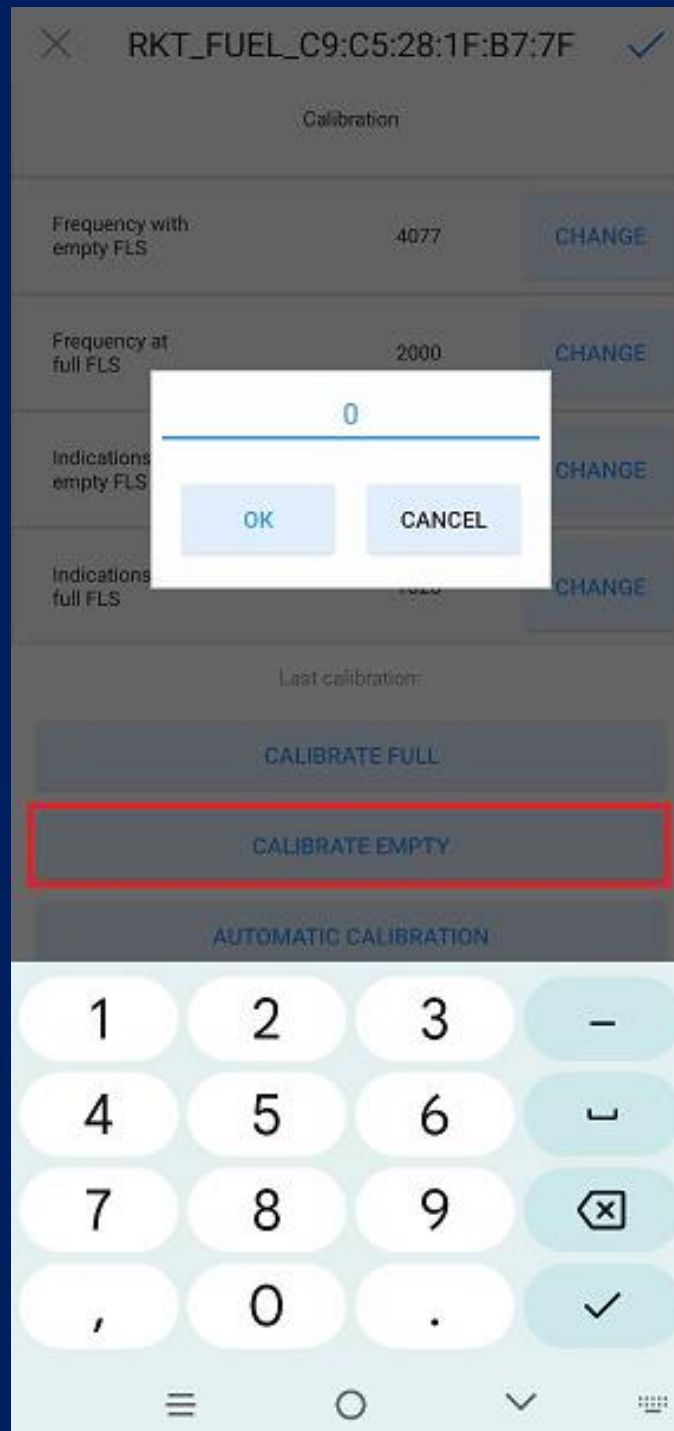 RKT_FUEL_C9:C5:28:1F:B7:7F
Calibration
Frequency with
empty FLS
4077
CHANGE
Frequency at
full FLS
2000
CHANGE
0
Indications
empty FLS
CHANGE
OK
CANCEL
Indications
full FLS
CHANGE
Last calibration:
CALIBRATE FULL
CALIBRATE EMPTY
AUTOMATIC CALIBRATION
1 2 3 –
4 5 6
7 8 9
, 0 .